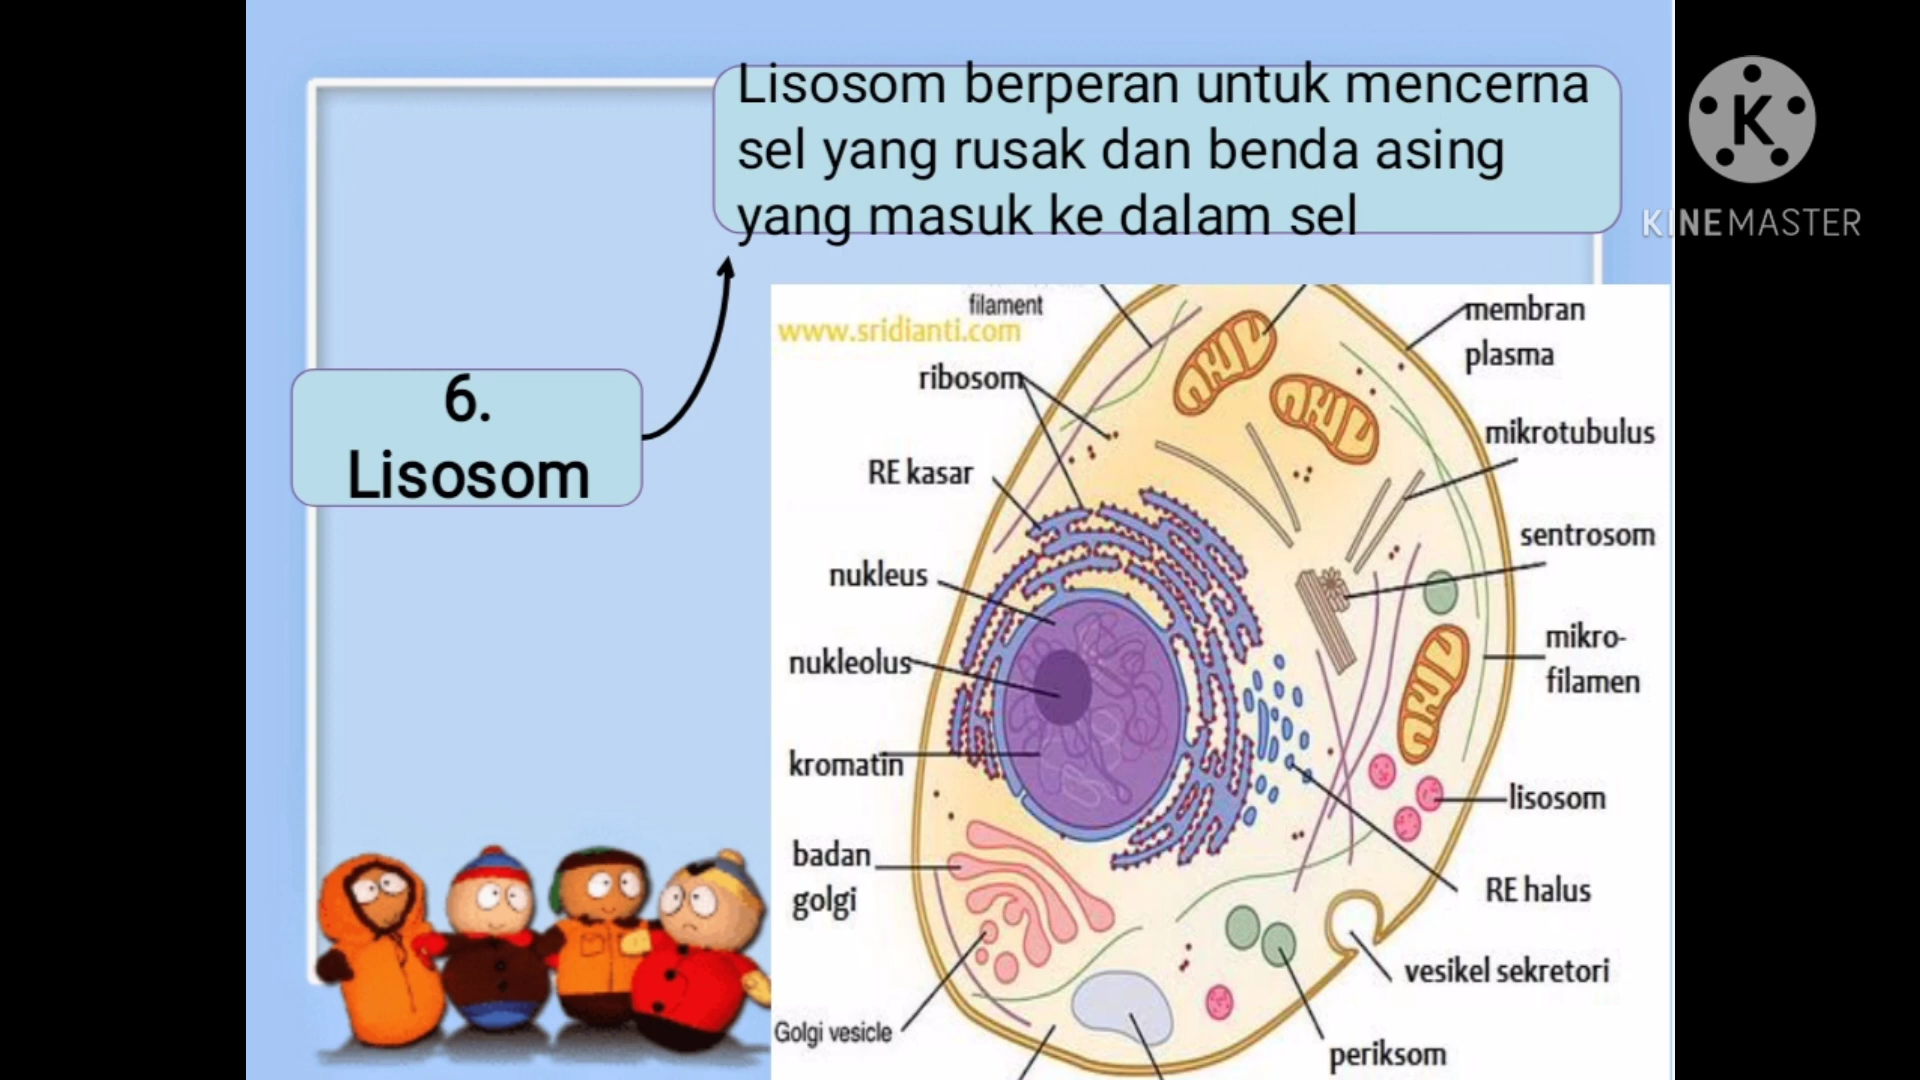 Lisosom berperan untuk mencerna
sel yang rusak dan benda asing
yang masuk ke dalam sel
K
KINEMASTER
6.
Lisosom
filament
www.sridianti.com
ribosom
RE kasar
nukleus
nukleolus
kromatin
badan
golgi
Golgi vesicle
membran
plasma
mikrotubulus
sentrosom
mikro-
filamen
lisosom
RE halus
vesikel sekretori
periksom